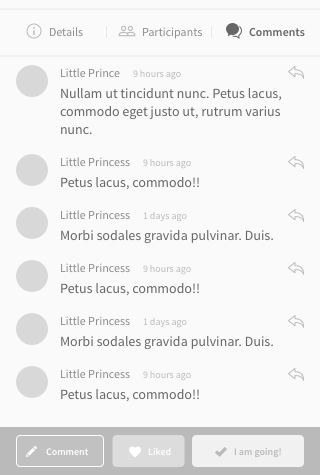 Details Participants Comments
Little Prince 9 hours ago
Nullam ut tincidunt nunc. Petus lacus,
commodo eget justo ut, rutrum varius
nunc.
Little Princess 9 hours ago
Petus lacus, commodo!!
Little Princess 1 days ago
Morbi sodales gravida pulvinar. Duis.
Little Princess 9 hours ago
Petus lacus, commodo!!
Little Princess 1 days ago
Morbi sodales gravida pulvinar. Duis.
Little Princess 9 hours ago
Petus lacus, commodo!!
Comment Liked I am going!